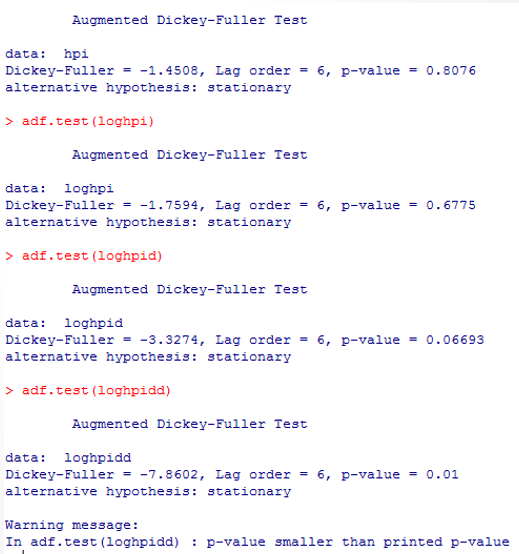 Augmented Dickey-Fuller Test
data:  hpi
Dickey-Fuller = -1.4508, Lag order = 6, p-value = 0.8076
alternative hypothesis: stationary
> adf.test(loghpi)
Augmented Dickey-Fuller Test
data:  loghpi
Dickey-Fuller = -1.7594, Lag order = 6, p-value = 0.6775
alternative hypothesis: stationary
> adf.test(loghpid)
Augmented Dickey-Fuller Test
data:  loghpid
Dickey-Fuller = -3.3274, Lag order = 6, p-value = 0.06693
alternative hypothesis: stationary
> adf.test(loghpidd)
Augmented Dickey-Fuller Test
data:  loghpidd
Dickey-Fuller = -7.8602, Lag order = 6, p-value = 0.01
alternative hypothesis: stationary
Warning message:
In adf.test(loghpidd) : p-value smaller than printed p-value